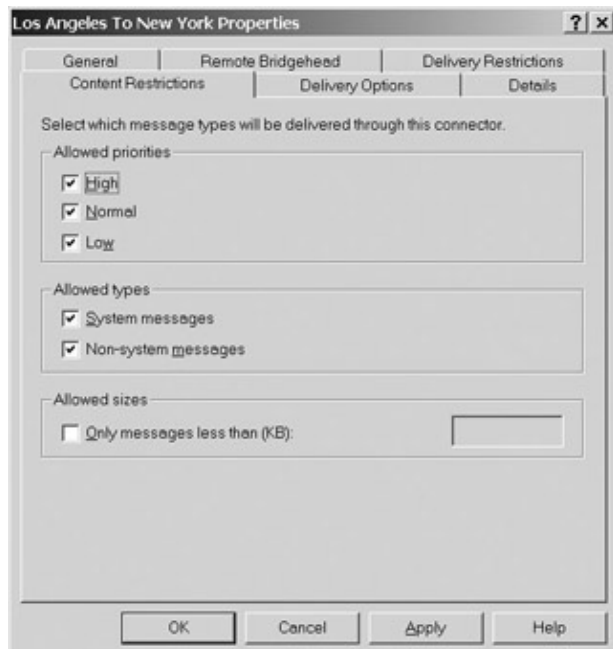 Los Angeles To New York Properties
General Remote Bridgehead Delivery Restrictions
Content Restrictions Delivery Options Details
Select which message types will be delivered through this connector.
Allowed priorities
High
Normal
Low
Allowed types
System messages
Non-system messages
Allowed sizes
Only messages less than (KB):
OK Cancel Apply Help